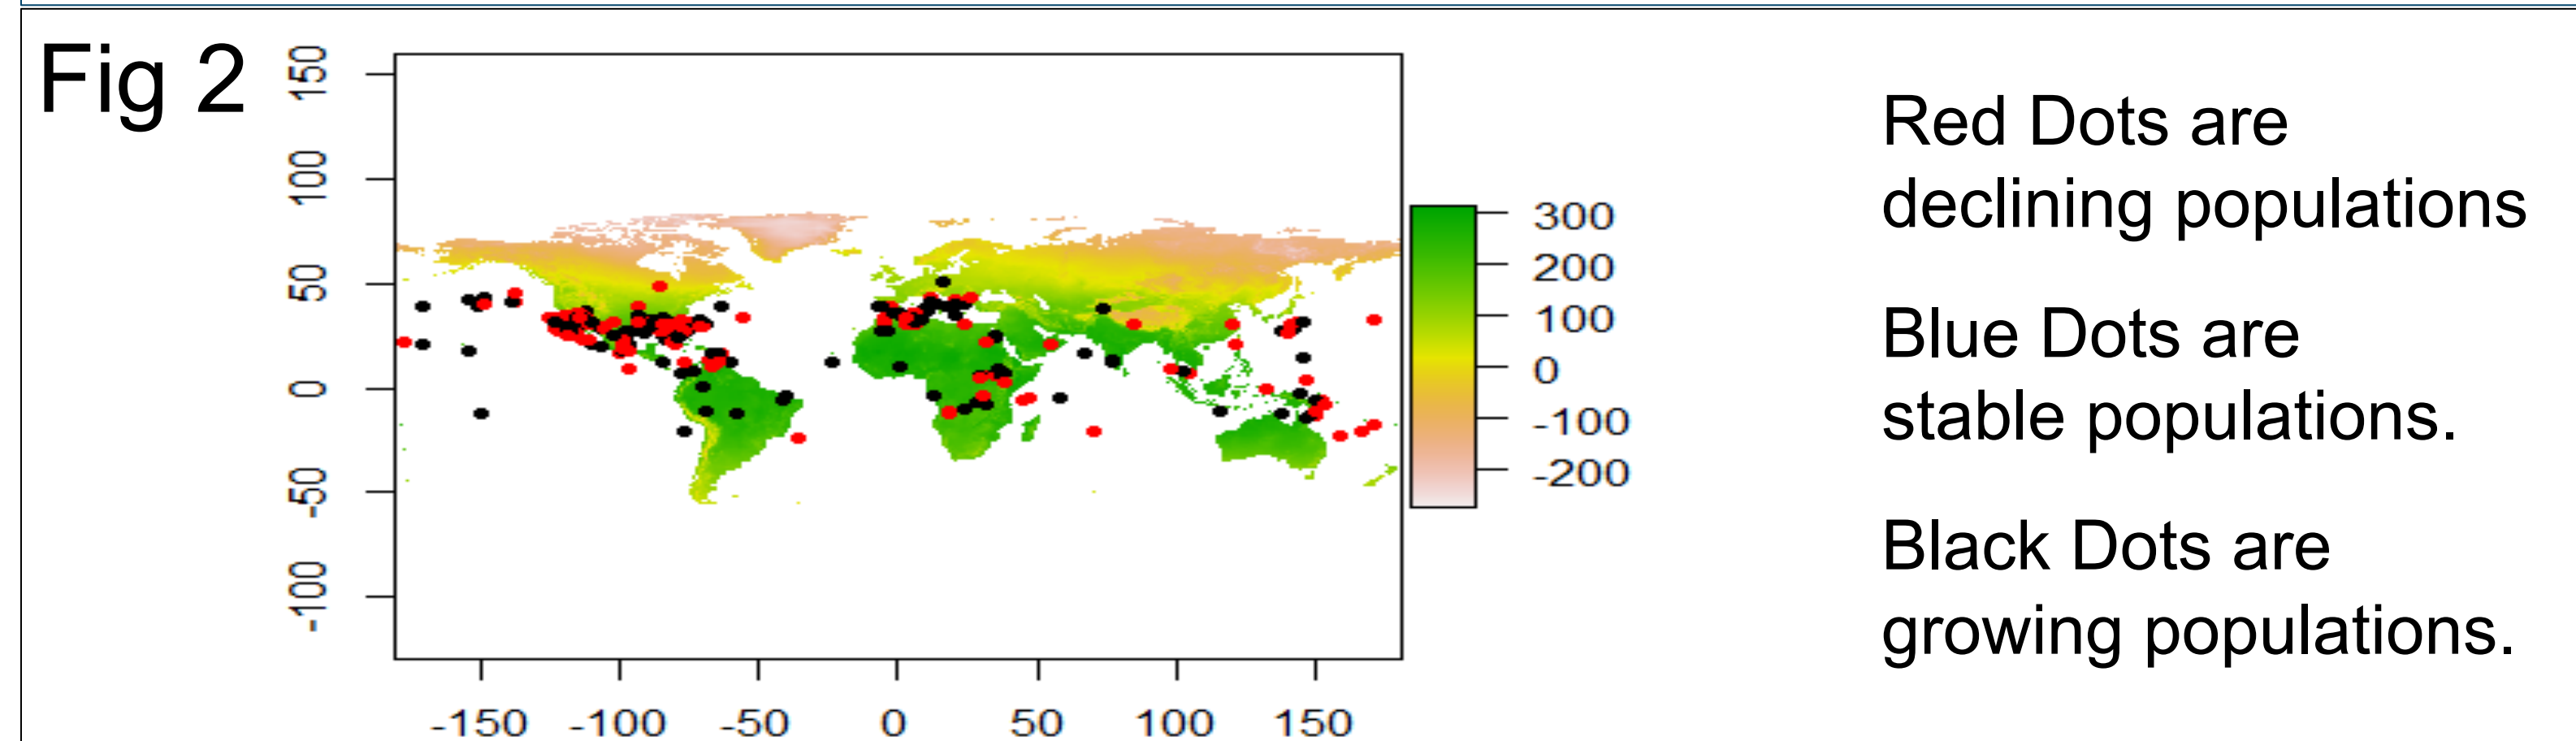 Fig 2
150
100
50
0
-50
-100
-150 -100 -50 0 50 100 150
300
200
100
0
-100
-200
Red Dots are
declining populations
Blue Dots are
stable populations.
Black Dots are
growing populations.